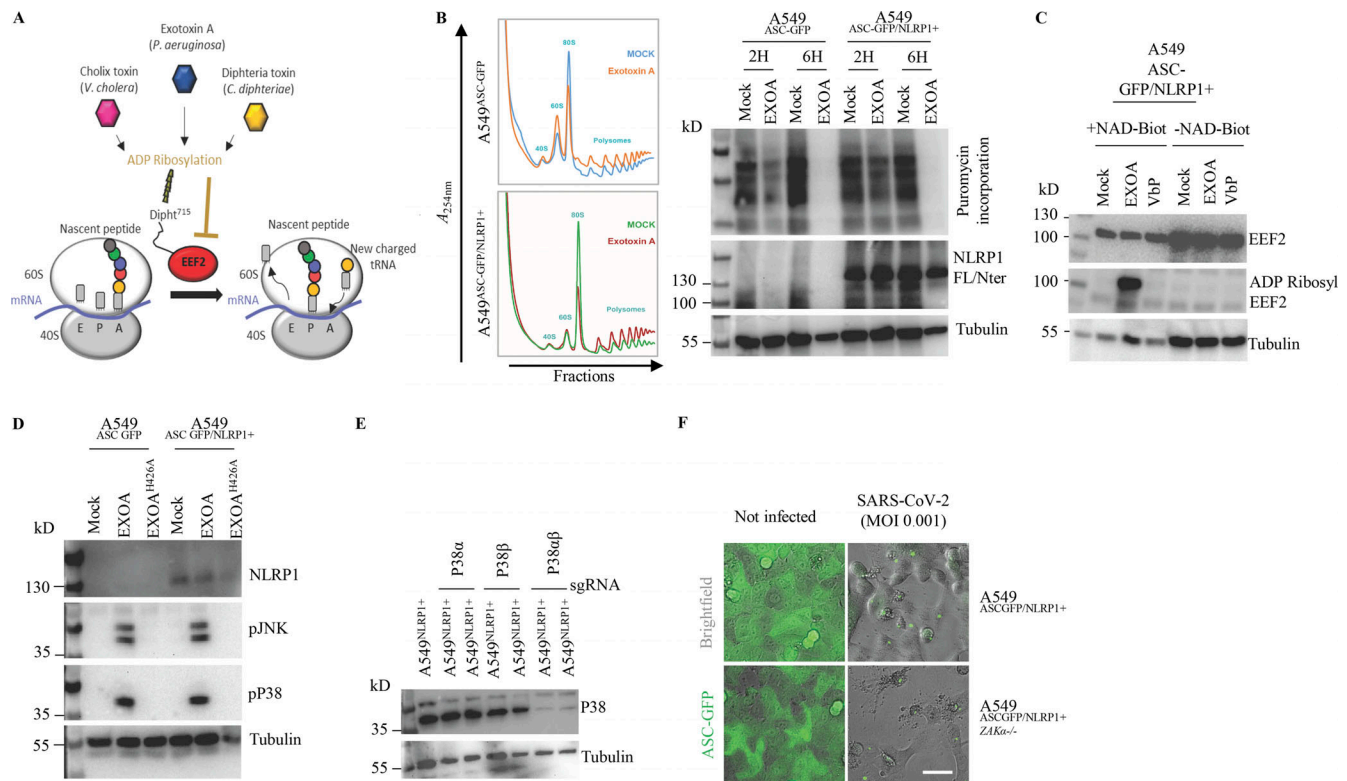 A
Exotoxin A
(P. aeruginosa)
Cholix toxin
(V. cholera)
Diphteria toxin
(C. diphteriae)
ADP Ribosylation
Dipht715
Nascent peptide
EEF2
60S
mRNA
40S
E P A
Nascent peptide
New charged
tRNA
60S
mRNA
40S
E P A
B
A254nm
A549ASC-GFP
80S
MOCK
Exotoxin A
60S
40S
Polysomes
A549ASC-GFP/NLRP1+
80S
MOCK
Exotoxin A
60S
40S
Polysomes
Fractions
A549
ASC-GFP
A549
ASC-GFP/NLRP1+
2H 6H 2H 6H
Mock EXOA Mock EXOA Mock EXOA Mock EXOA
kD
Puromycin
incorporation
NLRP1
FL/Nter
130
100
55
Tubulin
C
A549
ASC-
GFP/NLRP1+
+NAD-Biot -NAD-Biot
Mock EXOA VbP Mock EXOA VbP
kD
130
100
EEF2
100
ADP Ribosyl
EEF2
55
Tubulin
D
A549
ASC GFP
A549
ASC GFP/NLRP1+
Mock EXOA EXOAH426A Mock EXOA EXOAH426A
kD
130
NLRP1
pJNK
35
pP38
35
55
Tubulin
E
P38α P38β P38αβ
sgRNA
A549NLRP1+ A549NLRP1+ A549NLRP1+ A549NLRP1+ A549NLRP1+ A549NLRP1+ A549NLRP1+
kD
P38
35
Tubulin
55
F
Not infected
SARS-CoV-2
(MOI 0.001)
Brightfield
ASC-GFP
A549
ASCGFP/NLRP1+
A549
ASCGFP/NLRP1+
ZAKα-/-